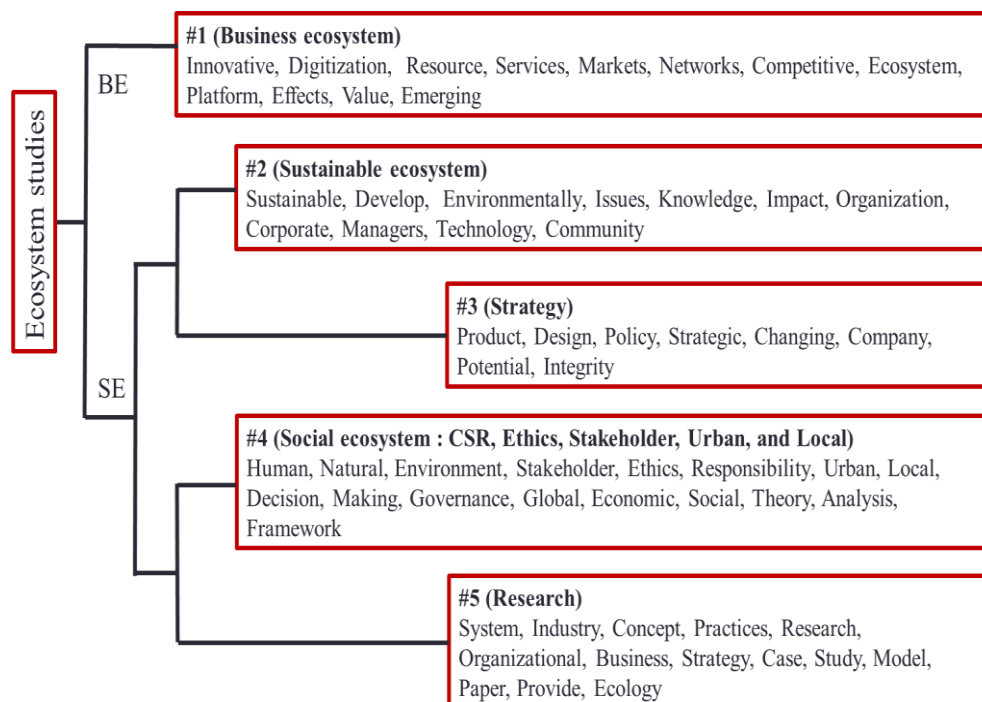 Ecosystem studies
BE
SE
#1 (Business ecosystem)
Innovative, Digitization, Resource, Services, Markets, Networks, Competitive, Ecosystem,
Platform, Effects, Value, Emerging
#2 (Sustainable ecosystem)
Sustainable, Develop, Environmentally, Issues, Knowledge, Impact, Organization,
Corporate, Managers, Technology, Community
#3 (Strategy)
Product, Design, Policy, Strategic, Changing, Company,
Potential, Integrity
#4 (Social ecosystem : CSR, Ethics, Stakeholder, Urban, and Local)
Human, Natural, Environment, Stakeholder, Ethics, Responsibility, Urban, Local,
Decision, Making, Governance, Global, Economic, Social, Theory, Analysis,
Framework
#5 (Research)
System, Industry, Concept, Practices, Research,
Organizational, Business, Strategy, Case, Study, Model,
Paper, Provide, Ecology